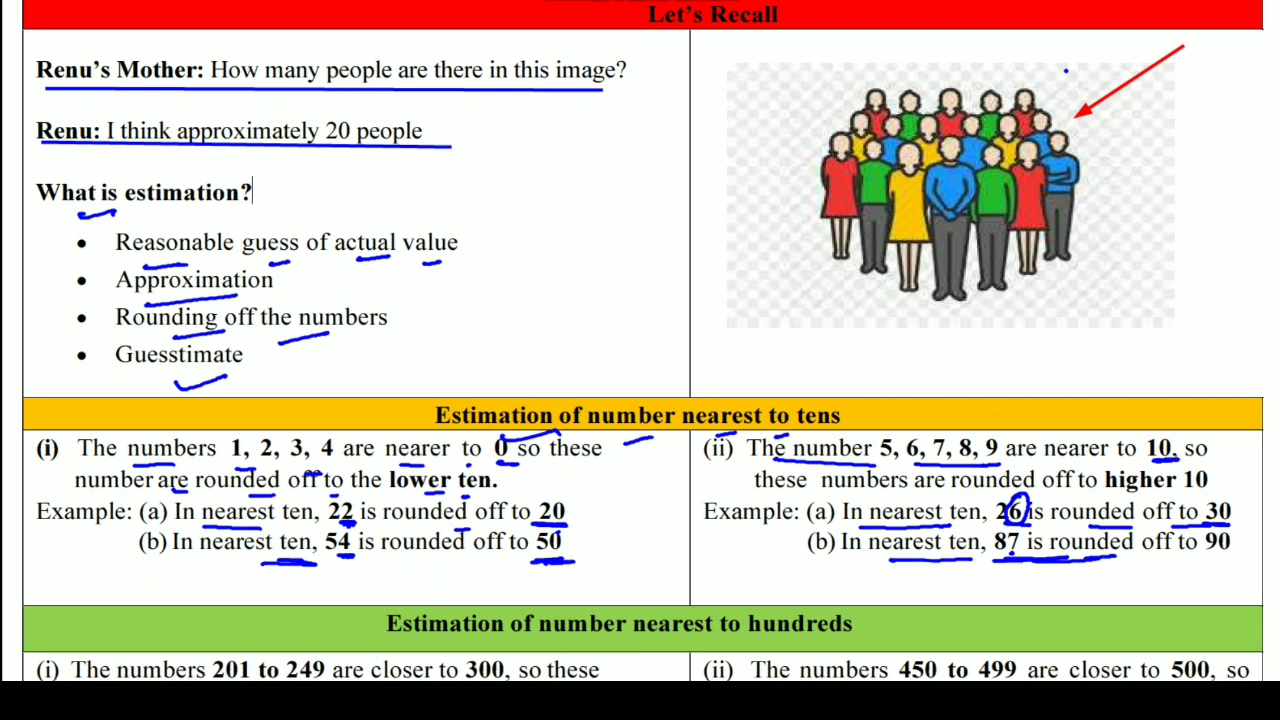 Let's Recall
Renu's Mother: How many people are there in this image?
Renu: I think approximately 20 people
What is estimation?
• Reasonable guess of actual value
• Approximation
• Rounding off the numbers
• Guesstimate
Estimation of number nearest to tens
(i) The numbers 1, 2, 3, 4 are nearer to 0 so these
number are rounded off to the lower ten.
Example: (a) In nearest ten, 22 is rounded off to 20
(b) In nearest ten, 54 is rounded off to 50
(ii) The number 5, 6, 7, 8, 9 are nearer to 10, so
these numbers are rounded off to higher 10
Example: (a) In nearest ten, 26 is rounded off to 30
(b) In nearest ten, 87 is rounded off to 90
Estimation of number nearest to hundreds
(i) The numbers 201 to 249 are closer to 300, so these
(ii) The numbers 450 to 499 are closer to 500, so